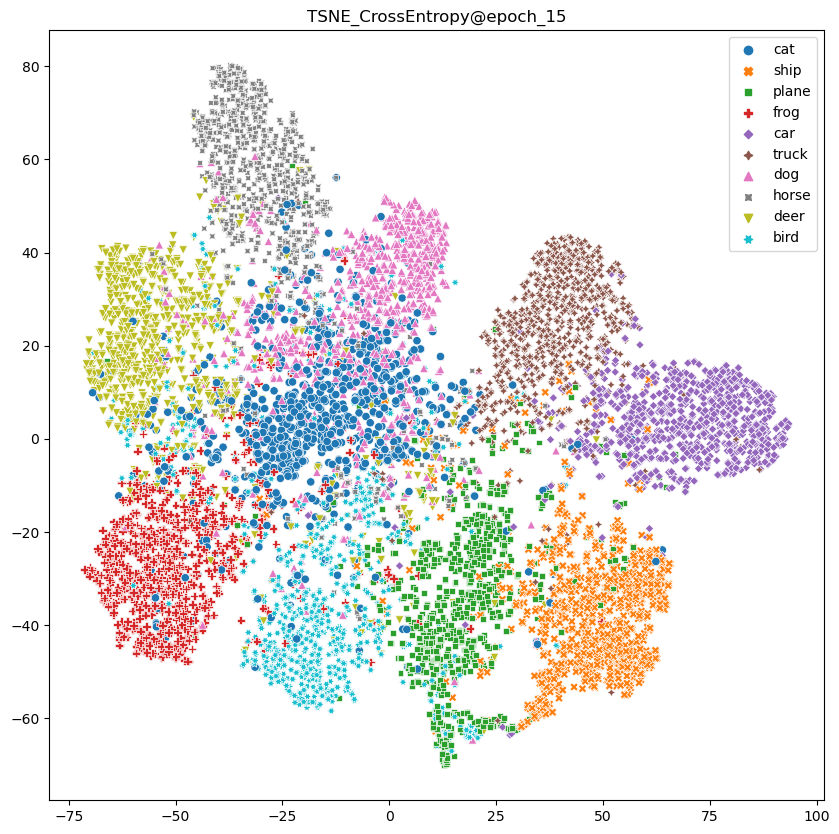 TSNE_CrossEntropy@epoch_15
cat
ship
plane
frog
car
truck
dog
horse
deer
bird
80
60
40
20
0
−20
−40
−60
−75 −50 −25 0 25 50 75 100